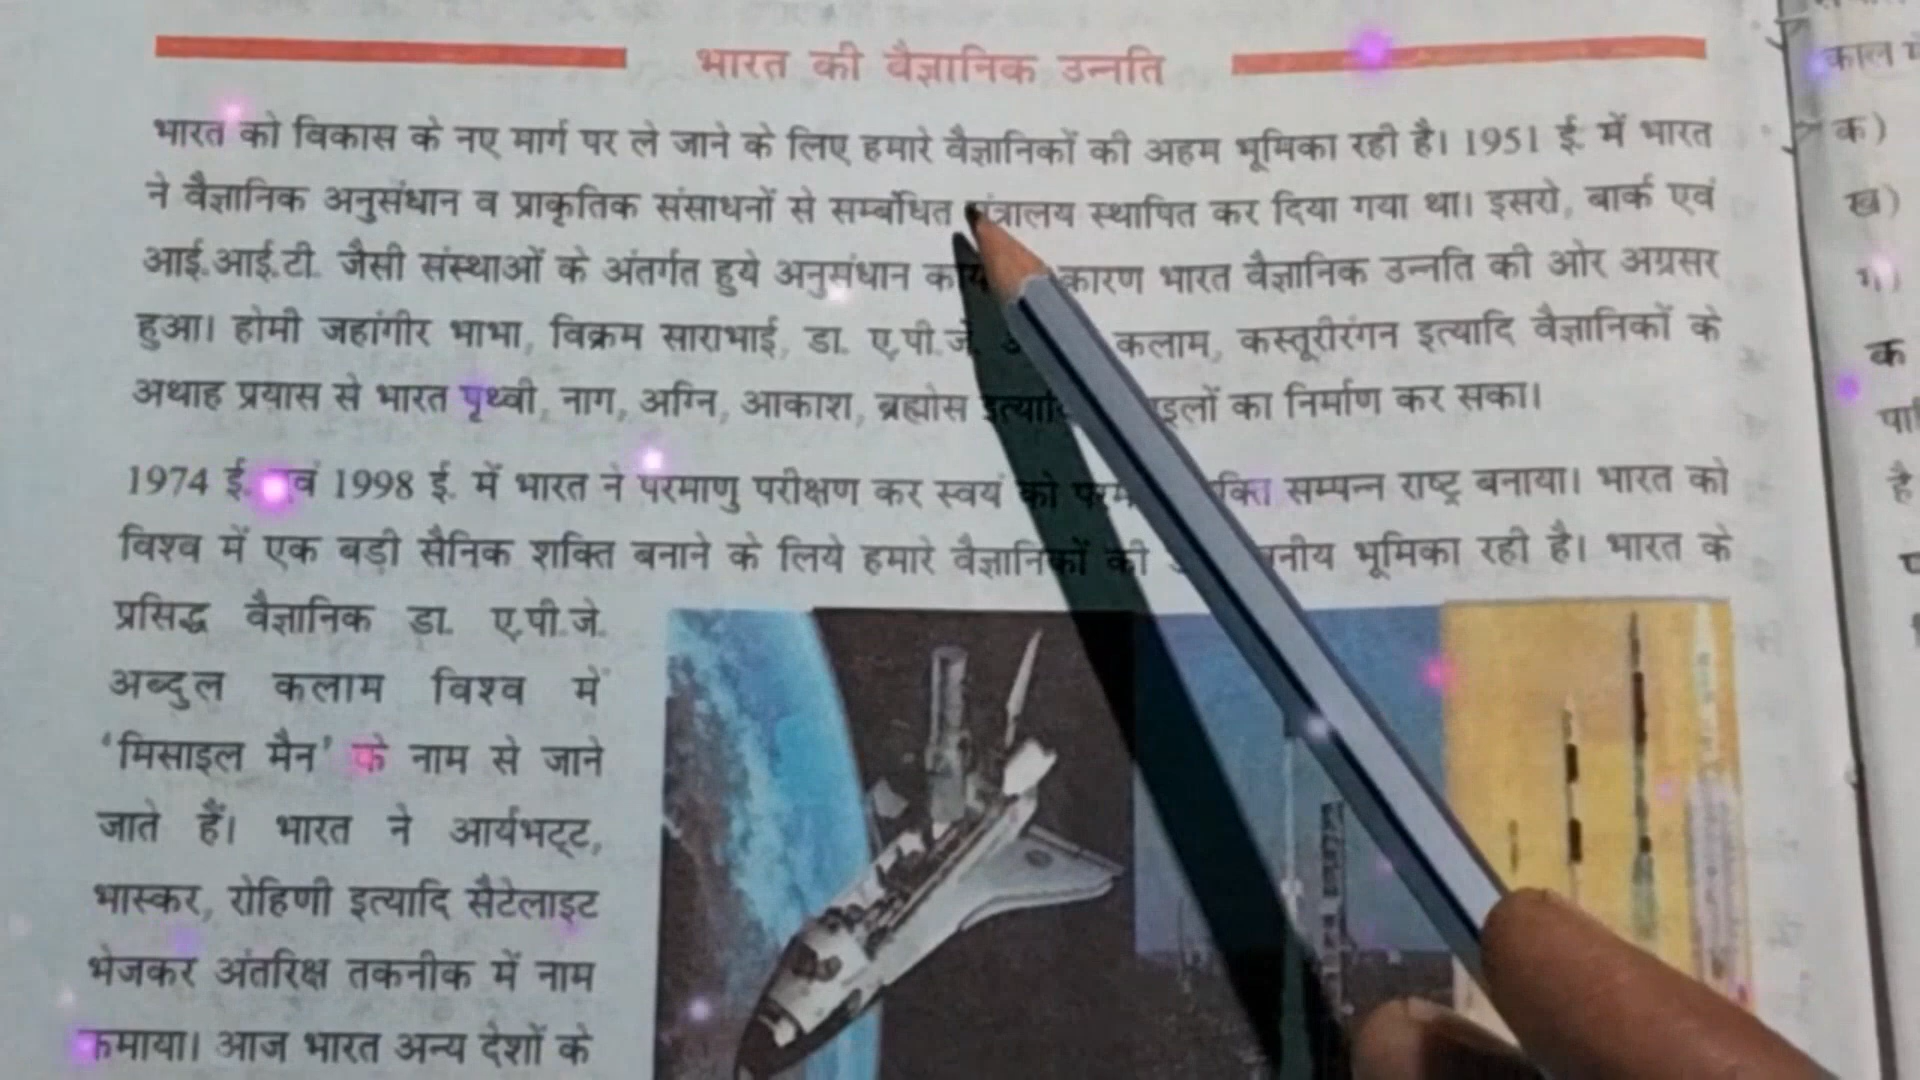 भारत की वैज्ञानिक उन्नति
भारत को विकास के नए मार्ग पर ले जाने के लिए हमारे वैज्ञानिकों की अहम भूमिका रही है। 1951 ई. में भारत
ने वैज्ञानिक अनुसंधान व प्राकृतिक संसाधनों से सम्बंधित मंत्रालय स्थापित कर दिया गया था। इसरो, बार्क एवं
आई.आई.टी. जैसी संस्थाओं के अंतर्गत हुये अनुसंधान कारण भारत वैज्ञानिक उन्नति की ओर अग्रसर
हुआ। होमी जहांगीर भाभा, विक्रम साराभाई, डा. ए.पी.जे. कलाम, कस्तूरीरंगन इत्यादि वैज्ञानिकों के
अथाह प्रयास से भारत पृथ्वी, नाग, अग्नि, आकाश, ब्रह्मोस इत्यादि का निर्माण कर सका।
1974 ई. एवं 1998 ई. में भारत ने परमाणु परीक्षण कर स्वयं को सम्पन्न राष्ट्र बनाया। भारत को
विश्व में एक बड़ी सैनिक शक्ति बनाने के लिये हमारे वैज्ञानिकों की भूमिका रही है। भारत के
प्रसिद्ध वैज्ञानिक डा. ए.पी.जे.
अब्दुल कलाम विश्व में
‘मिसाइल मैन’ के नाम से जाने
जाते हैं। भारत ने आर्यभट्ट,
भास्कर, रोहिणी इत्यादि सैटेलाइट
भेजकर अंतरिक्ष तकनीक में नाम
कमाया। आज भारत अन्य देशों के
क)
ख)
ग)
क
है